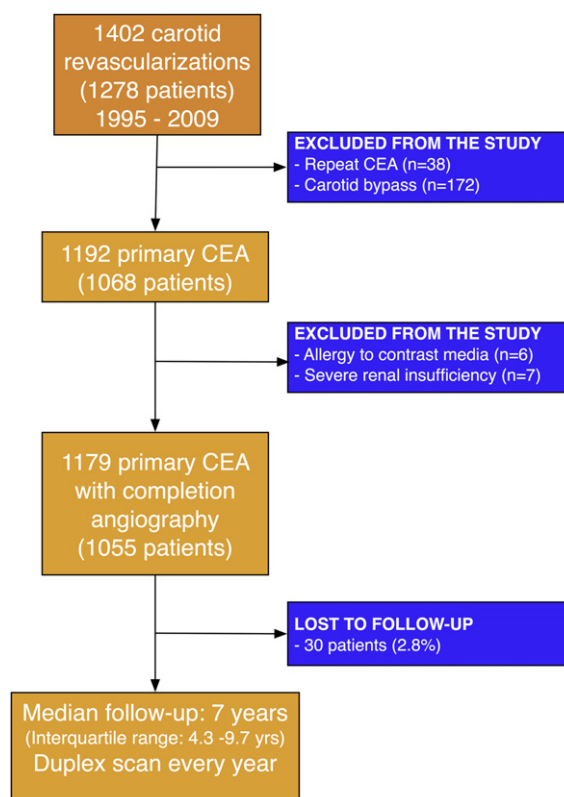 1402 carotid
revascularizations
(1278 patients)
1995 - 2009
EXCLUDED FROM THE STUDY
- Repeat CEA (n=38)
- Carotid bypass (n=172)
1192 primary CEA
(1068 patients)
EXCLUDED FROM THE STUDY
- Allergy to contrast media (n=6)
- Severe renal insufficiency (n=7)
1179 primary CEA
with completion
angiography
(1055 patients)
LOST TO FOLLOW-UP
- 30 patients (2.8%)
Median follow-up: 7 years
(Interquartile range: 4.3 -9.7 yrs)
Duplex scan every year